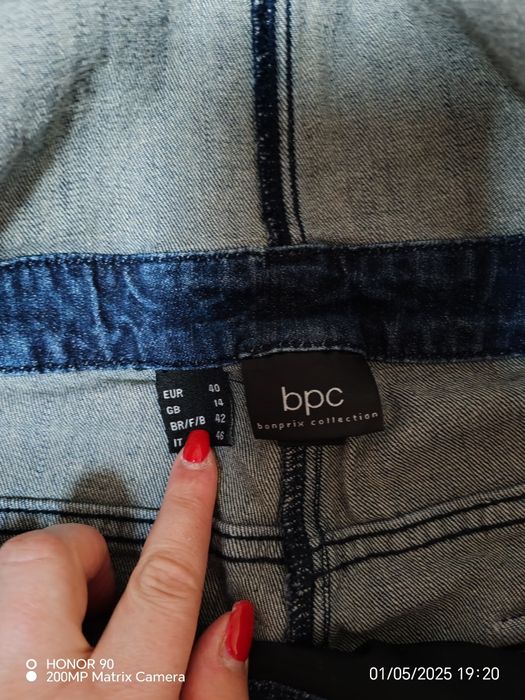 EUR 40
GB 14
BR/F/B 42
IT 46
bpc
bonprix collection
HONOR 90
200MP Matrix Camera
01/05/2025 19:20